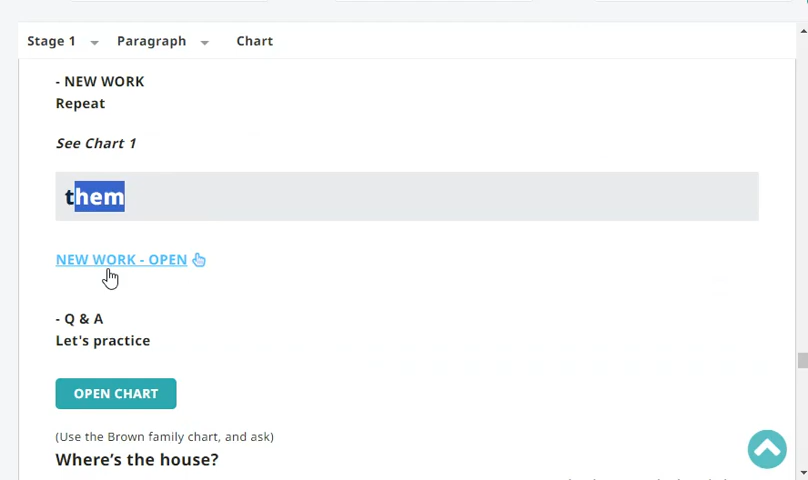 Stage 1 Paragraph Chart
- NEW WORK
Repeat
See Chart 1
them
NEW WORK - OPEN
- Q & A
Let's practice
OPEN CHART
(Use the Brown family chart, and ask)
Where's the house?